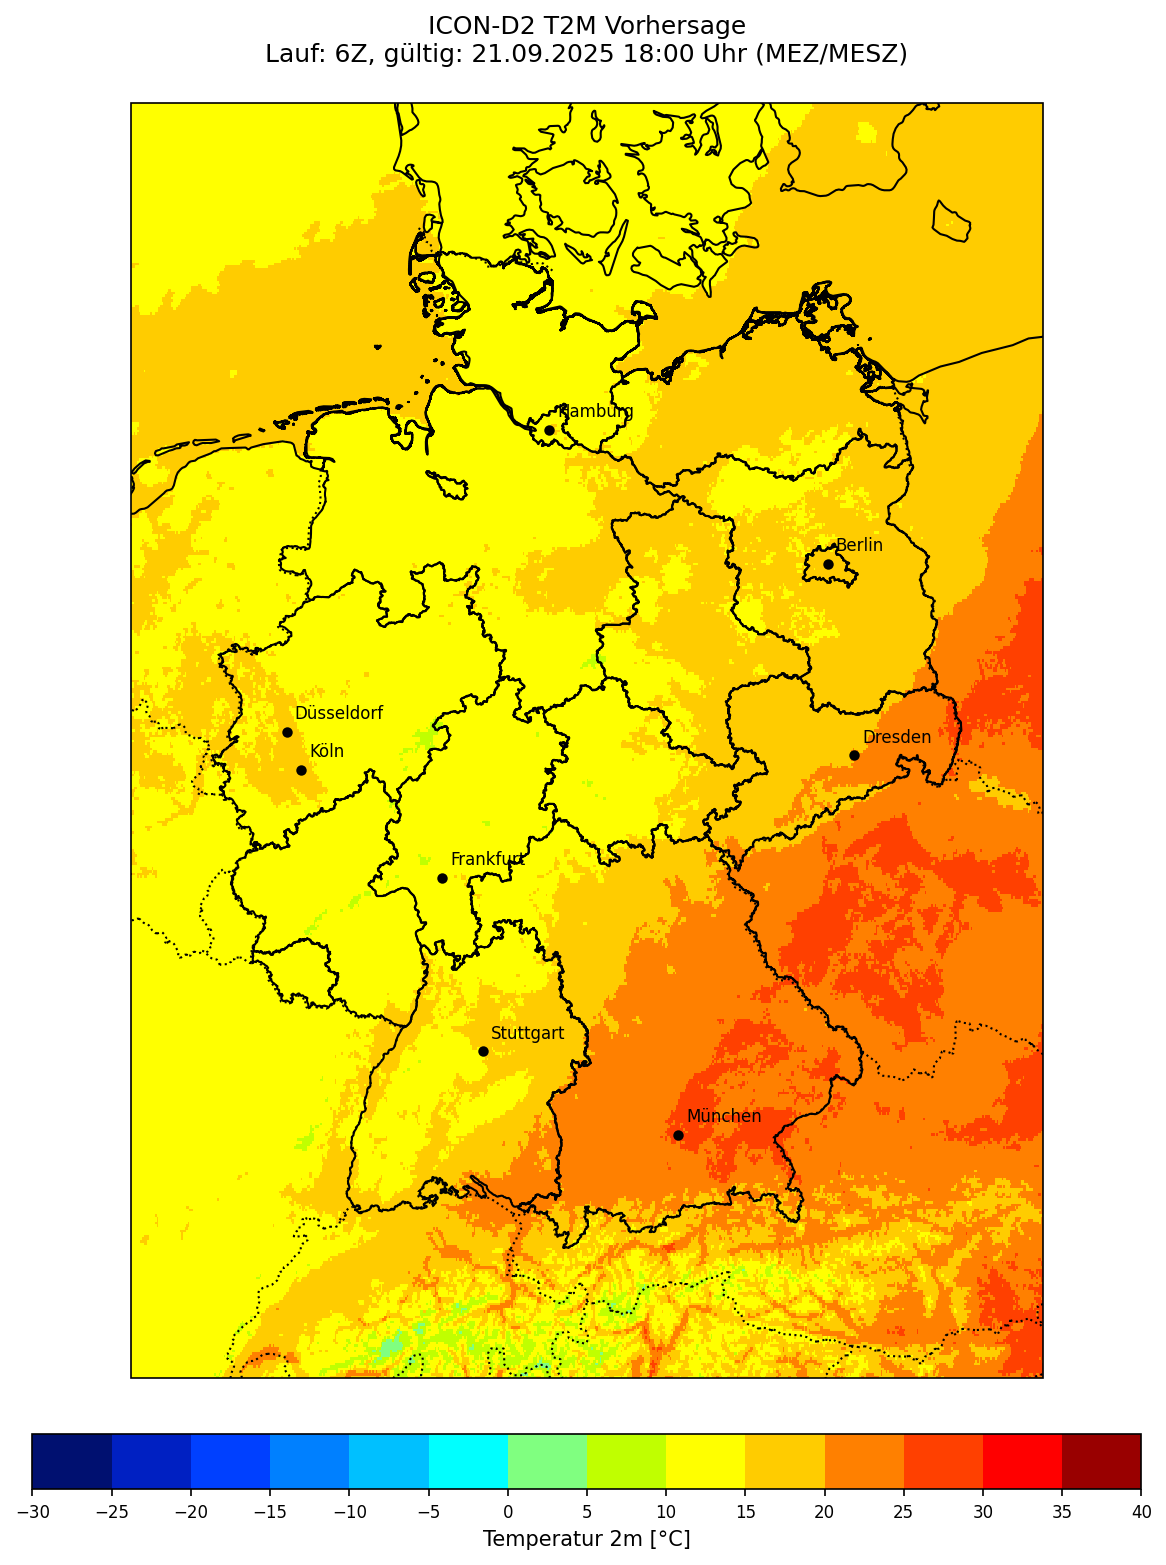 ICON-D2 T2M Vorhersage
Lauf: 6Z, gültig: 21.09.2025 18:00 Uhr (MEZ/MESZ)
Hamburg
Berlin
Düsseldorf
Dresden
Köln
Frankfurt
Stuttgart
München
−30 −25 −20 −15 −10 −5 0 5 10 15 20 25 30 35 40
Temperatur 2m [°C]